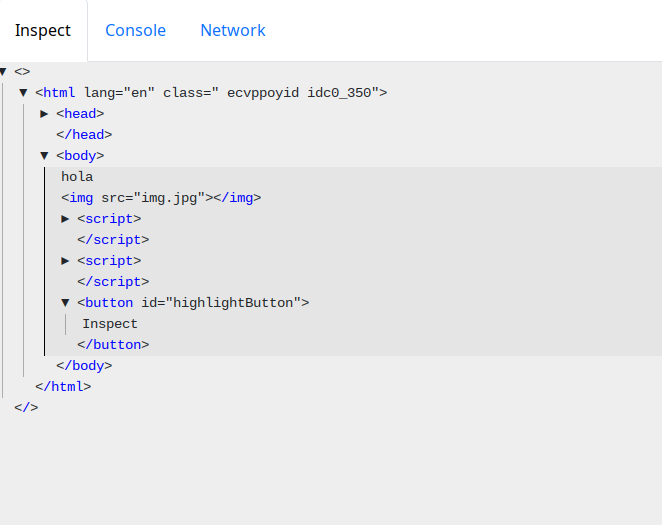 Inspect Console Network
▼ <>
▼ <html lang="en" class=" ecvppoyid idc0_350">
▶ <head>
</head>
▼ <body>
hola
<img src="img.jpg"></img>
▶ <script>
</script>
▶ <script>
</script>
▼ <button id="highlightButton">
Inspect
</button>
</body>
</html>
</>